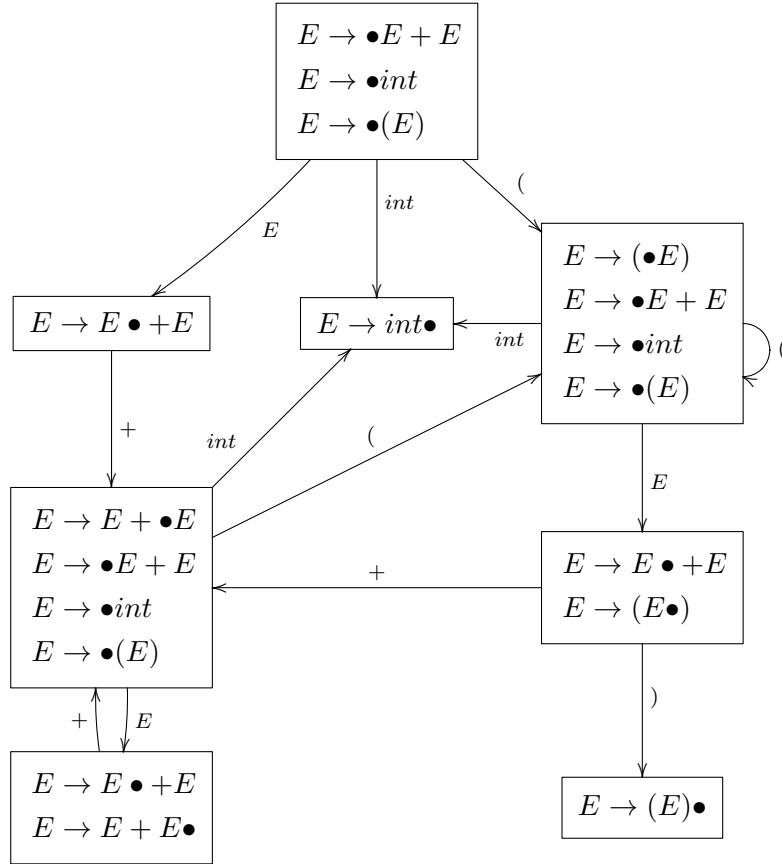 E → •E + E
E → •int
E → •(E)
E
int
(
E → (•E)
E → •E + E
E → •int
E → •(E)
(
E → E • +E
E → int•
int
+
int
(
E
E → E + •E
E → •E + E
E → •int
E → •(E)
+
E → E • +E
E → (E•)
+
E
)
E → E • +E
E → E + E•
E → (E)•